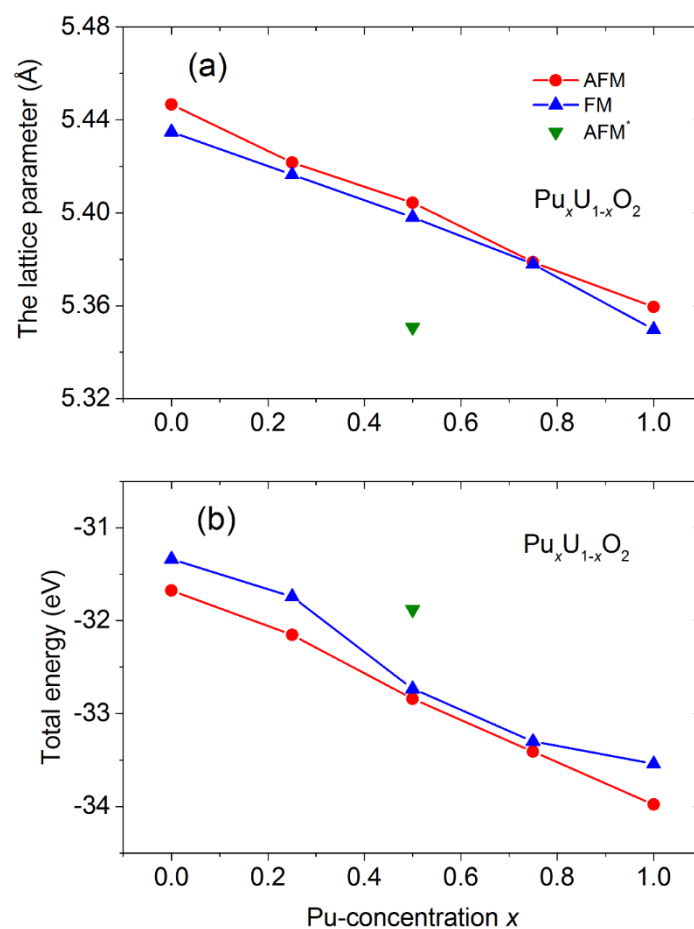 5.48
(a)
AFM
FM
AFM*
5.44
PuxU1-xO2
5.40
5.36
5.32
The lattice parameter (Å)
0.0 0.2 0.4 0.6 0.8 1.0
(b)
PuxU1-xO2
-31
-32
-33
-34
Total energy (eV)
0.0 0.2 0.4 0.6 0.8 1.0
Pu-concentration x